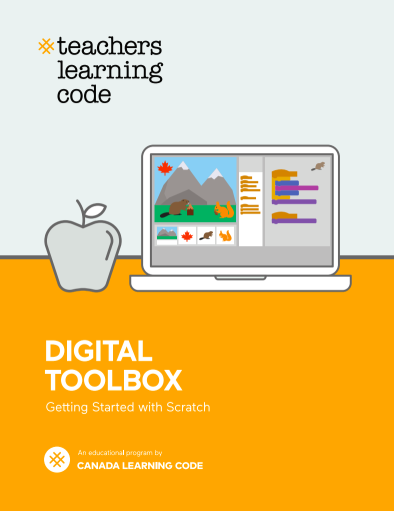 teachers
learning
code
DIGITAL
TOOLBOX
Getting Started with Scratch
An educational program by
CANADA LEARNING CODE